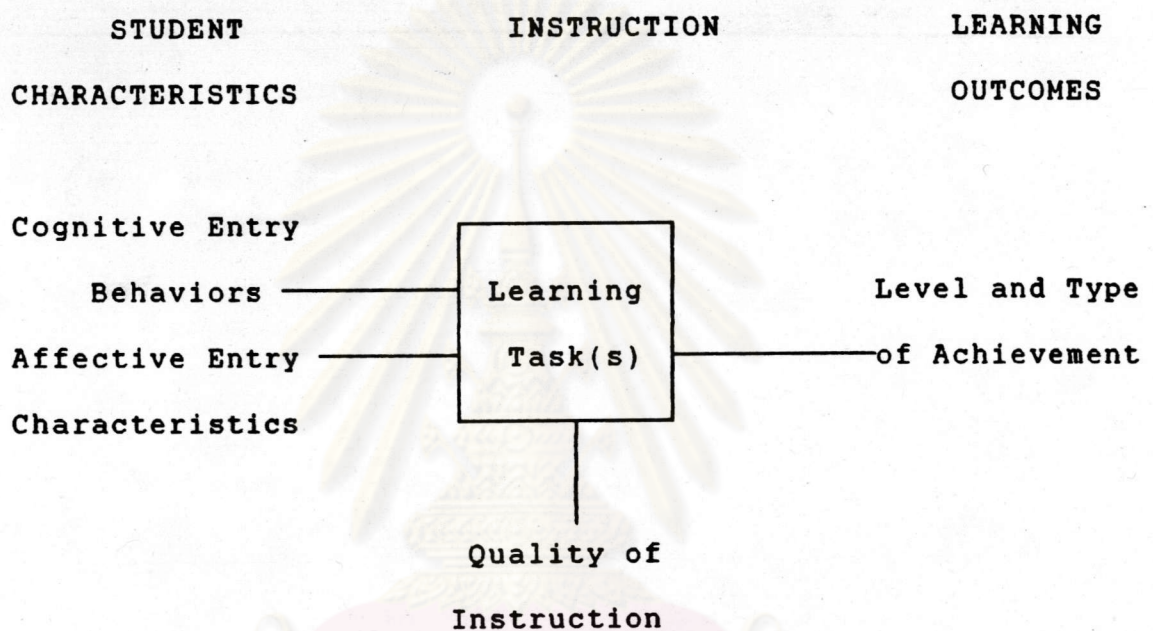 STUDENT INSTRUCTION LEARNING
CHARACTERISTICS OUTCOMES
Cognitive Entry
Behaviors Learning Level and Type
Affective Entry Task(s) of Achievement
Characteristics
Quality of
Instruction